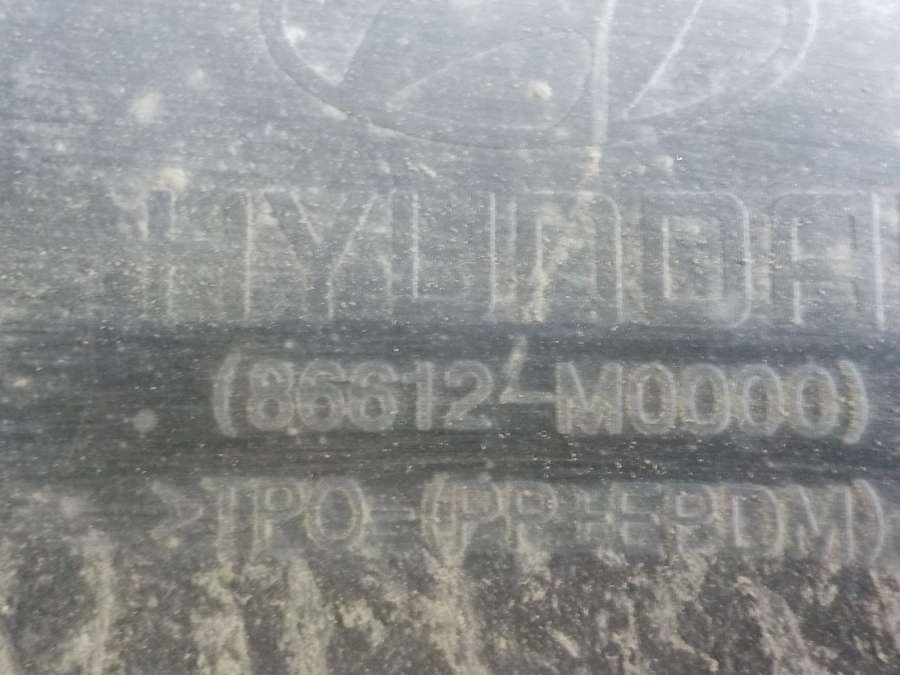 HYUNDAI
(86612-M0000)
>TPO-(PP+EPDM)